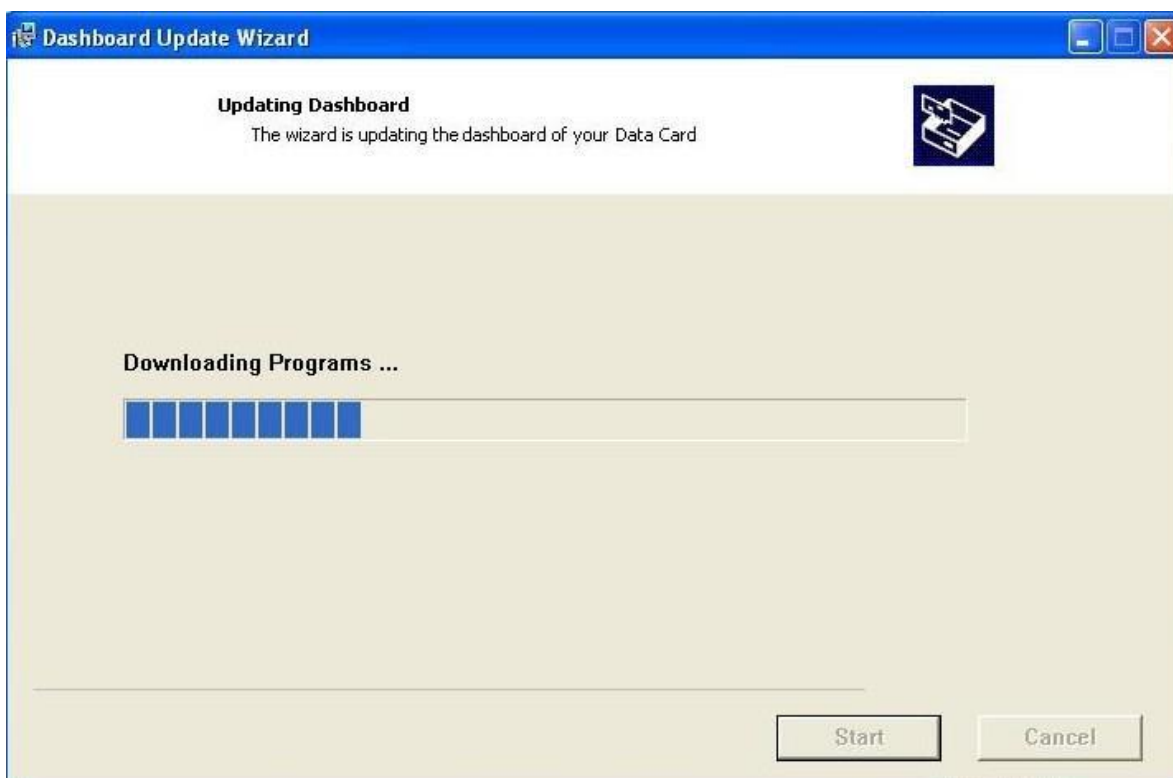 Dashboard Update Wizard
Updating Dashboard
The wizard is updating the dashboard of your Data Card
Downloading Programs ...
Start
Cancel